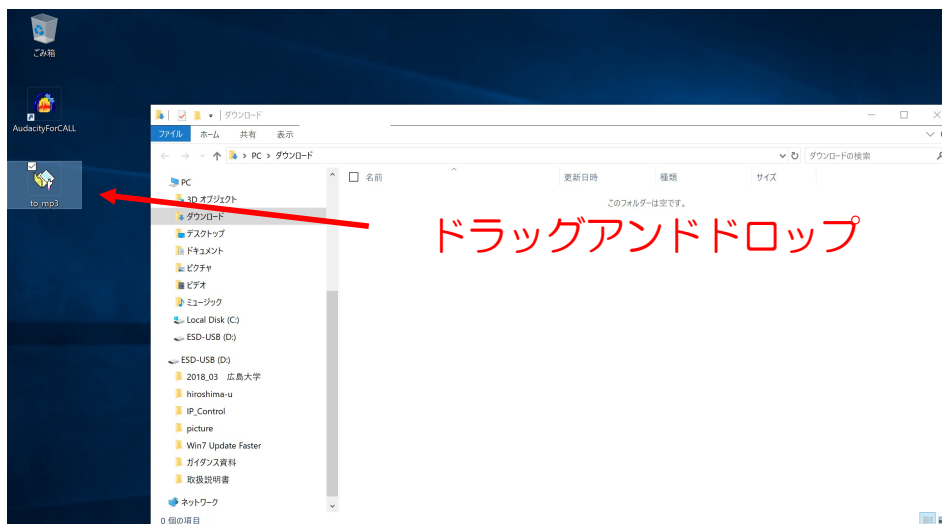 ごみ箱
AudacityForCALL
to_mp3
ダウンロード
ファイル ホーム 共有 表示
PC > ダウンロード
ダウンロードの検索
名前 更新日時 種類 サイズ
このフォルダーは空です。
PC
3D オブジェクト
ダウンロード
デスクトップ
ドキュメント
ピクチャ
ビデオ
ミュージック
Local Disk (C:)
ESD-USB (D:)
ESD-USB (D:)
2018_03 広島大学
hiroshima-u
IP_Control
picture
Win7 Update Faster
ガイダンス資料
取扱説明書
ネットワーク
0 個の項目
ドラッグアンドドロップ